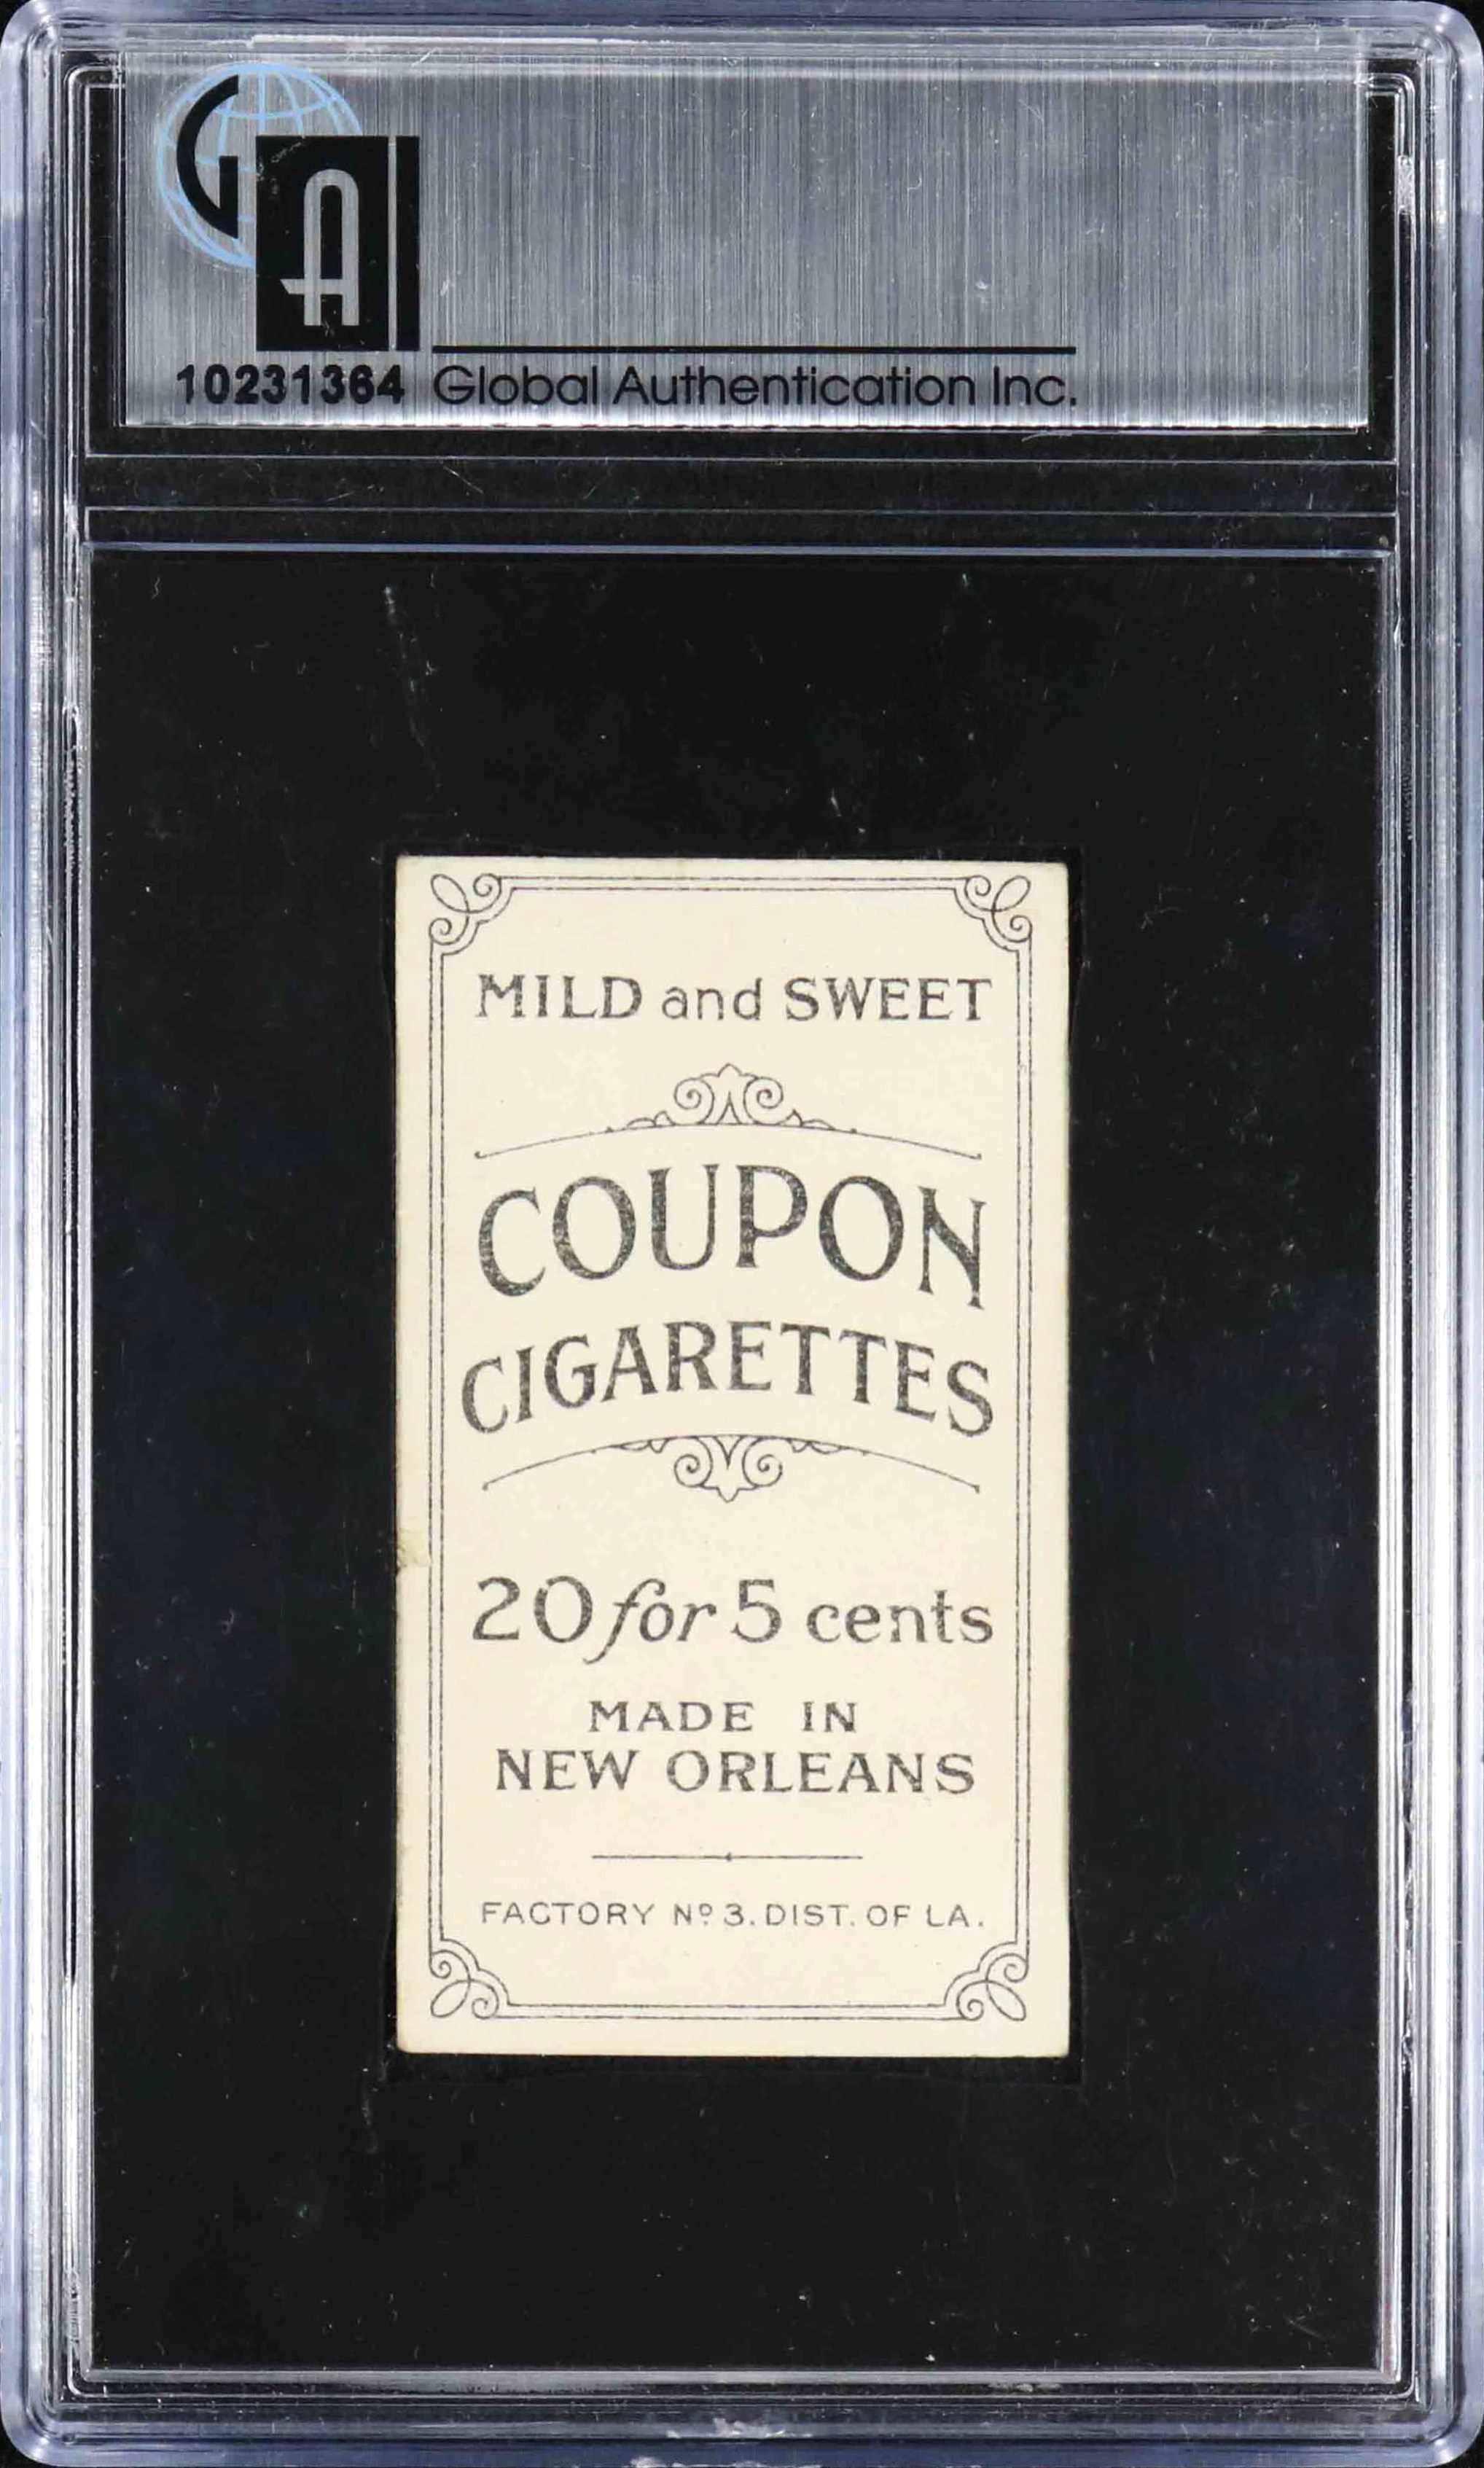 GA
10231364 Global Authentication Inc.
MILD and SWEET
COUPON
CIGARETTES
20 for 5 cents
MADE IN
NEW ORLEANS
FACTORY Nº 3. DIST. OF LA.